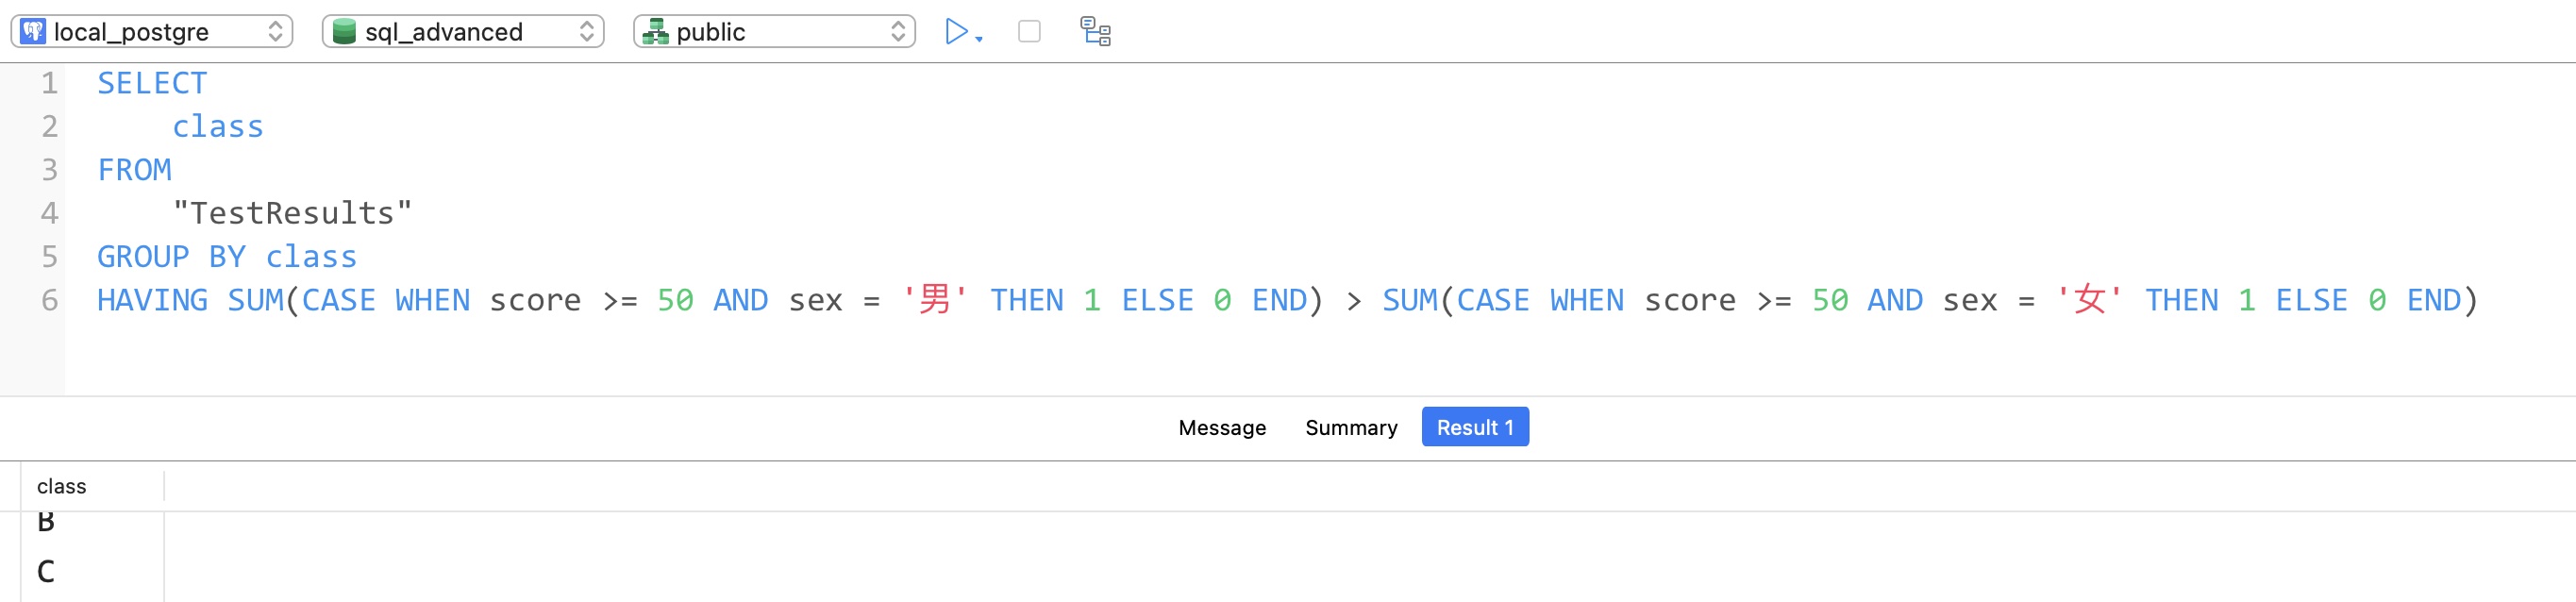 local_postgre sql_advanced public
1 SELECT
2     class
3 FROM
4     "TestResults"
5 GROUP BY class
6 HAVING SUM(CASE WHEN score >= 50 AND sex = '男' THEN 1 ELSE 0 END) > SUM(CASE WHEN score >= 50 AND sex = '女' THEN 1 ELSE 0 END)
Message Summary Result 1
class
B
C